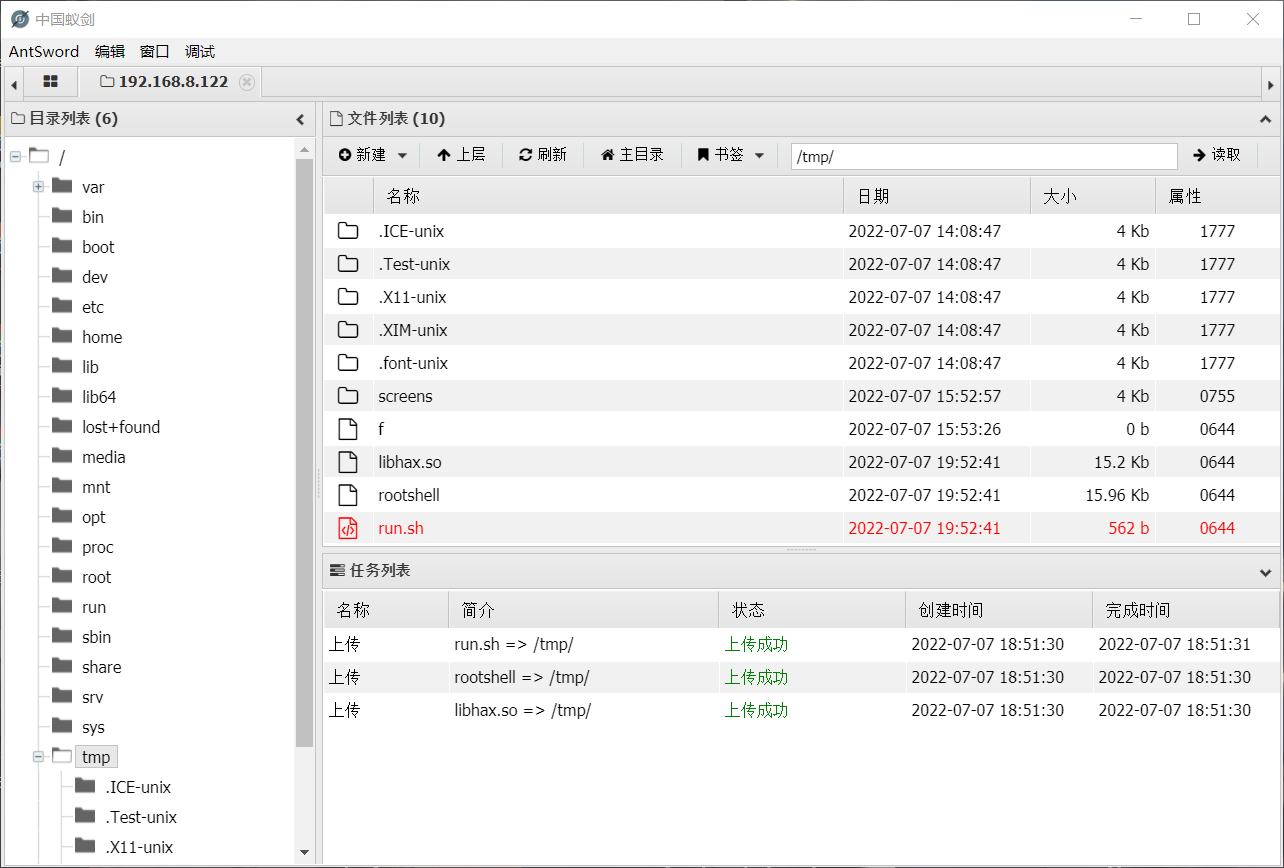 中国蚁剑
AntSword 编辑 窗口 调试
192.168.8.122
目录列表 (6)
/
var
bin
boot
dev
etc
home
lib
lib64
lost+found
media
mnt
opt
proc
root
run
sbin
share
srv
sys
tmp
.ICE-unix
.Test-unix
.X11-unix
文件列表 (10)
新建 上层 刷新 主目录 书签 /tmp/ 读取
名称 日期 大小 属性
.ICE-unix 2022-07-07 14:08:47 4 Kb 1777
.Test-unix 2022-07-07 14:08:47 4 Kb 1777
.X11-unix 2022-07-07 14:08:47 4 Kb 1777
.XIM-unix 2022-07-07 14:08:47 4 Kb 1777
.font-unix 2022-07-07 14:08:47 4 Kb 1777
screens 2022-07-07 15:52:57 4 Kb 0755
f 2022-07-07 15:53:26 0 b 0644
libhax.so 2022-07-07 19:52:41 15.2 Kb 0644
rootshell 2022-07-07 19:52:41 15.96 Kb 0644
run.sh 2022-07-07 19:52:41 562 b 0644
任务列表
名称 简介 状态 创建时间 完成时间
上传 run.sh => /tmp/ 上传成功 2022-07-07 18:51:30 2022-07-07 18:51:31
上传 rootshell => /tmp/ 上传成功 2022-07-07 18:51:30 2022-07-07 18:51:30
上传 libhax.so => /tmp/ 上传成功 2022-07-07 18:51:30 2022-07-07 18:51:30